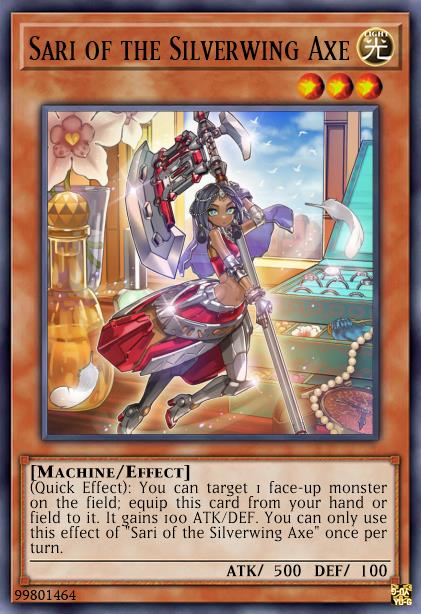 SARI OF THE SILVERWING AXE
LIGHT
光
[MACHINE/EFFECT]
(Quick Effect): You can target 1 face-up monster
on the field; equip this card from your hand or
field to it. It gains 100 ATK/DEF. You can only use
this effect of "Sari of the Silverwing Axe" once per
turn.
ATK/ 500 DEF/ 100
99801464